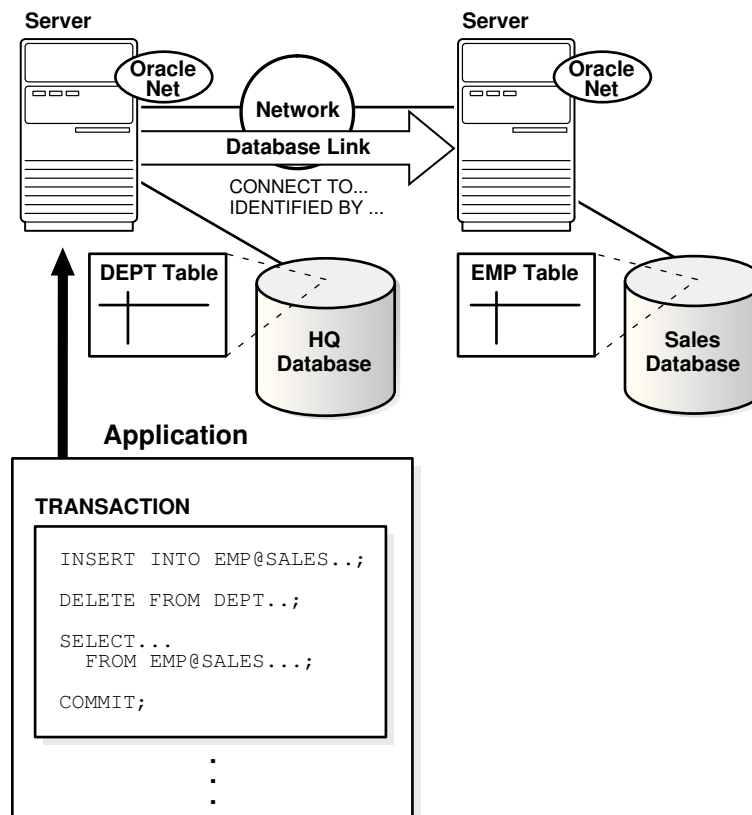 Server
Server
Oracle
Net
Oracle
Net
Network
Database Link
CONNECT TO...
IDENTIFIED BY ...
DEPT Table
EMP Table
HQ
Database
Sales
Database
Application
TRANSACTION
INSERT INTO EMP@SALES..;
DELETE FROM DEPT..;
SELECT...
FROM EMP@SALES...;
COMMIT;
.
.
.